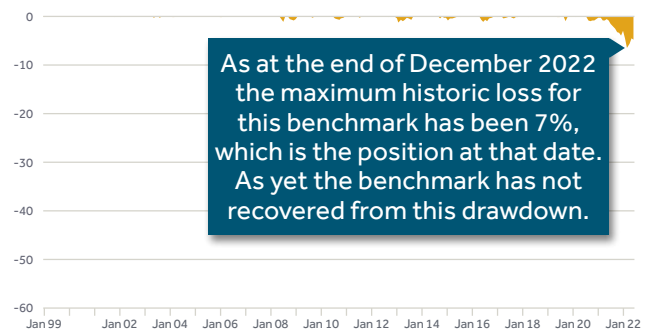 0
-10
-20
-30
-40
-50
-60
As at the end of December 2022
the maximum historic loss for
this benchmark has been 7%,
which is the position at that date.
As yet the benchmark has not
recovered from this drawdown.
Jan 99 Jan 02 Jan 04 Jan 06 Jan 08 Jan 10 Jan 12 Jan 14 Jan 16 Jan 18 Jan 20 Jan 22